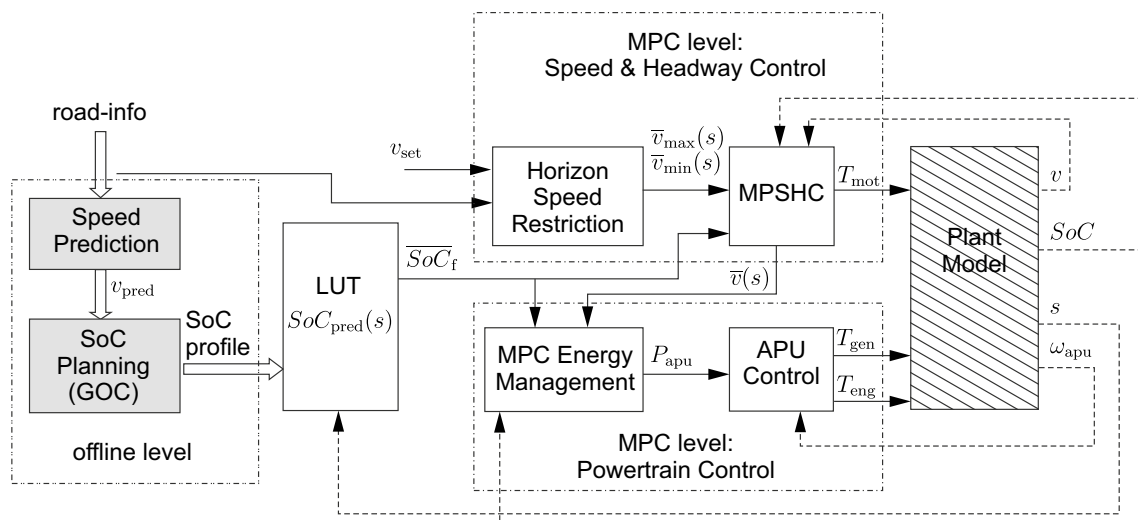 MPC level:
Speed & Headway Control
road-info
v_set
v̅_max(s)
v̅_min(s)
Horizon
Speed
Restriction
MPSHC
T_mot
Plant
Model
v
SoC
s
ω_apu
Speed
Prediction
v_pred
SoC
Planning
(GOC)
offline level
SoC
profile
LUT
SoC_pred(s)
S̅o̅C̅_f
v̅(s)
MPC Energy
Management
P_apu
APU
Control
T_gen
T_eng
MPC level:
Powertrain Control